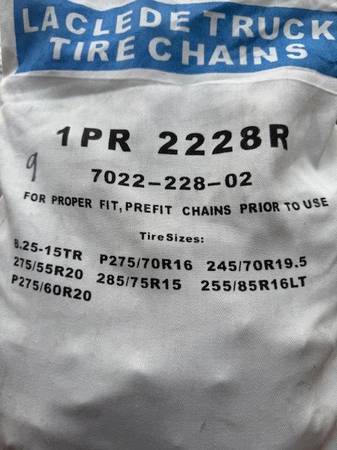 LACLEDE TRUCK
TIRE CHAINS
1PR 2228R
9
7022-228-02
FOR PROPER FIT, PREFIT CHAINS PRIOR TO USE
Tire Sizes:
8.25-15TR P275/70R16 245/70R19.5
275/55R20 285/75R15 255/85R16LT
P275/60R20